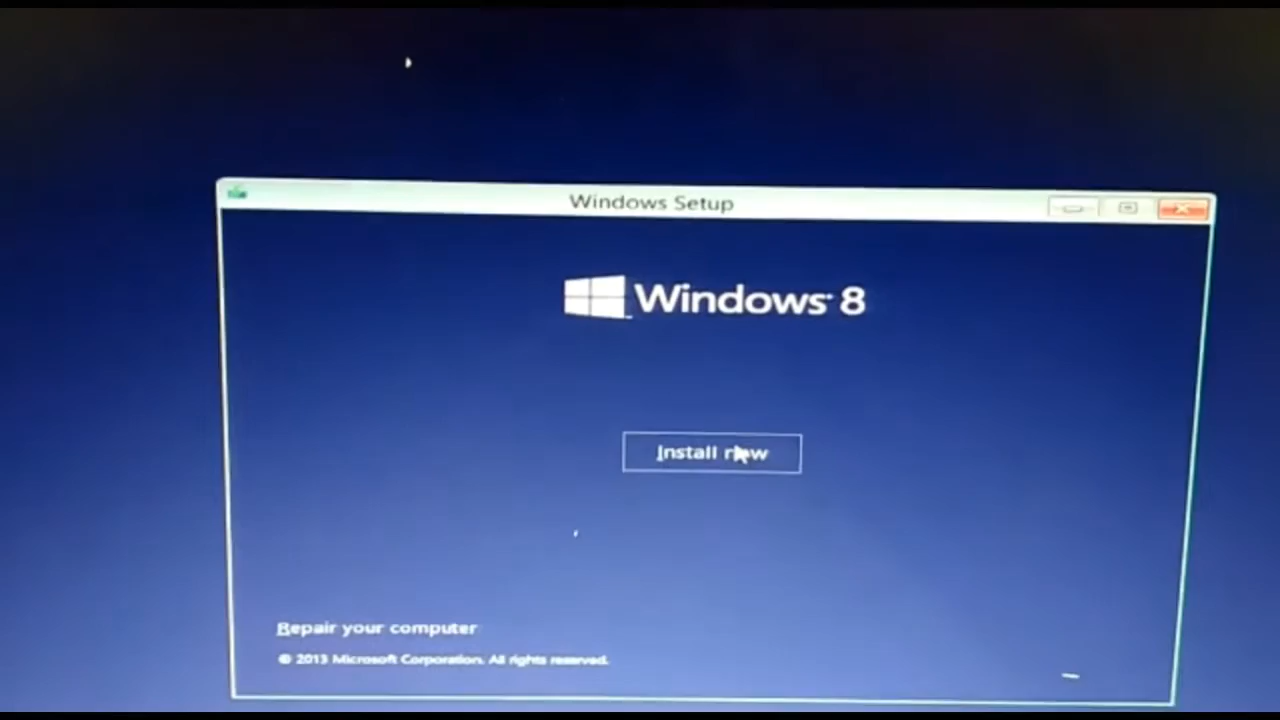 Windows Setup
Windows 8
Install now
Repair your computer
© 2013 Microsoft Corporation. All rights reserved.